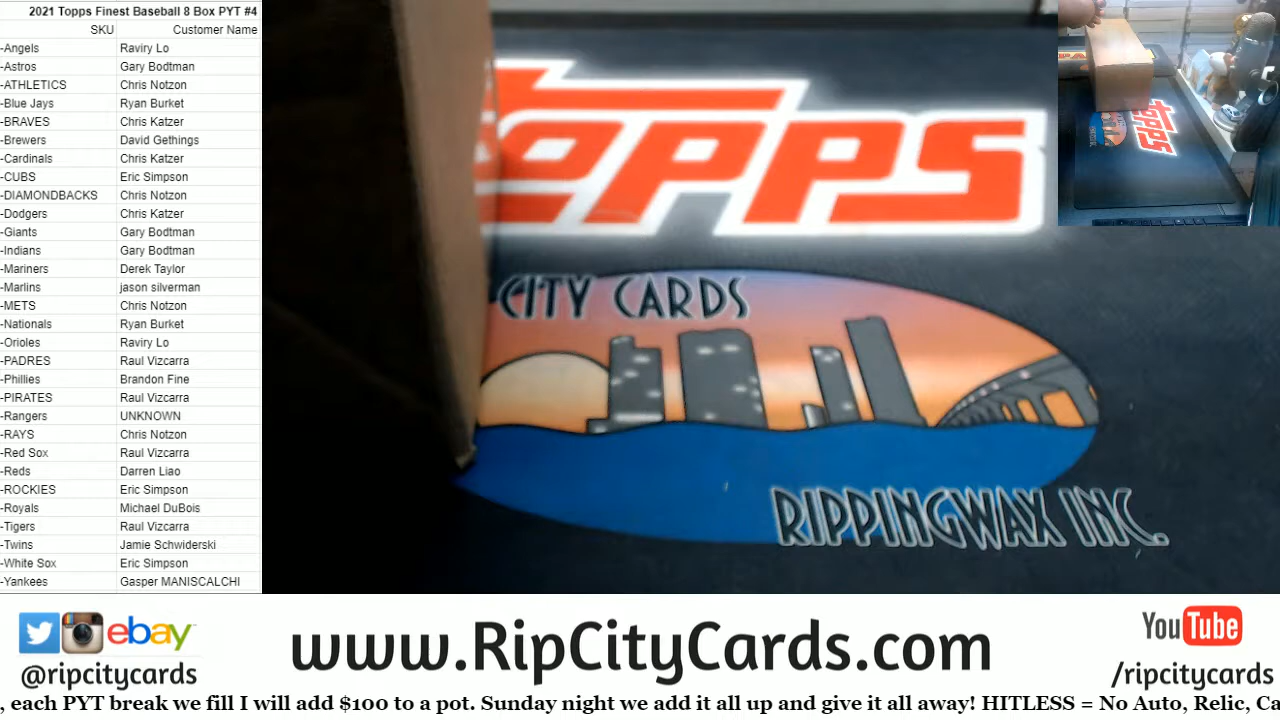 2021 Topps Finest Baseball 8 Box PYT #4
SKU Customer Name
-Angels Raviry Lo
-Astros Gary Bodtman
-ATHLETICS Chris Notzon
-Blue Jays Ryan Burket
-BRAVES Chris Katzer
-Brewers David Gethings
-Cardinals Chris Katzer
-CUBS Eric Simpson
-DIAMONDBACKS Chris Notzon
-Dodgers Chris Katzer
-Giants Gary Bodtman
-Indians Gary Bodtman
-Mariners Derek Taylor
-Marlins jason silverman
-METS Chris Notzon
-Nationals Ryan Burket
-Orioles Raviry Lo
-PADRES Raul Vizcarra
-Phillies Brandon Fine
-PIRATES Raul Vizcarra
-Rangers UNKNOWN
-RAYS Chris Notzon
-Red Sox Raul Vizcarra
-Reds Darren Liao
-ROCKIES Eric Simpson
-Royals Michael DuBois
-Tigers Raul Vizcarra
-Twins Jamie Schwiderski
-White Sox Eric Simpson
-Yankees Gasper MANISCALCHI
topps
CITY CARDS
RIPPINGWAX INC.
topps
ebay
@ripcitycards
www.RipCityCards.com
YouTube
/ripcitycards
, each PYT break we fill I will add $100 to a pot. Sunday night we add it all up and give it all away! HITLESS = No Auto, Relic, Ca